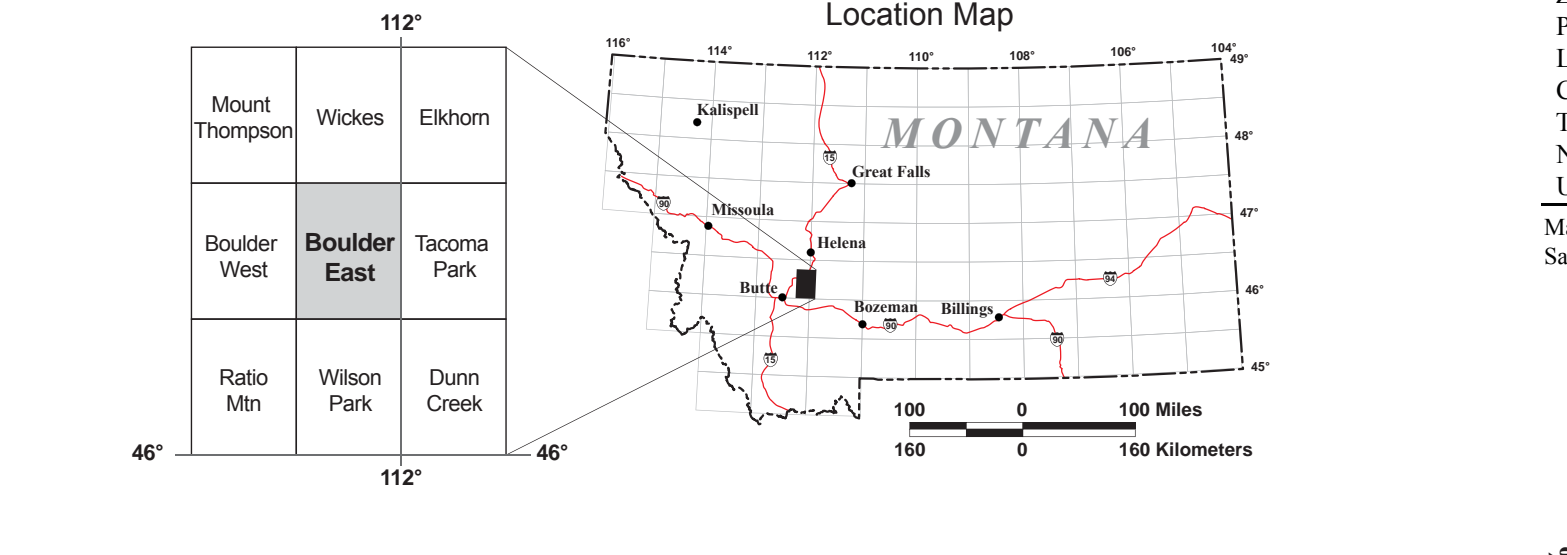 Location Map
112°
Mount
Thompson
Wickes
Elkhorn
Boulder
West
Boulder
East
Tacoma
Park
Ratio
Mtn
Wilson
Park
Dunn
Creek
46°
46°
112°
116°
114°
112°
110°
108°
106°
104°
49°
48°
47°
46°
45°
MONTANA
Kalispell
15
Great Falls
90
Missoula
Helena
Butte
Bozeman
90
Billings
94
90
15
100 0 100 Miles
160 0 160 Kilometers
P
L
T
N
U
Ma
Sa